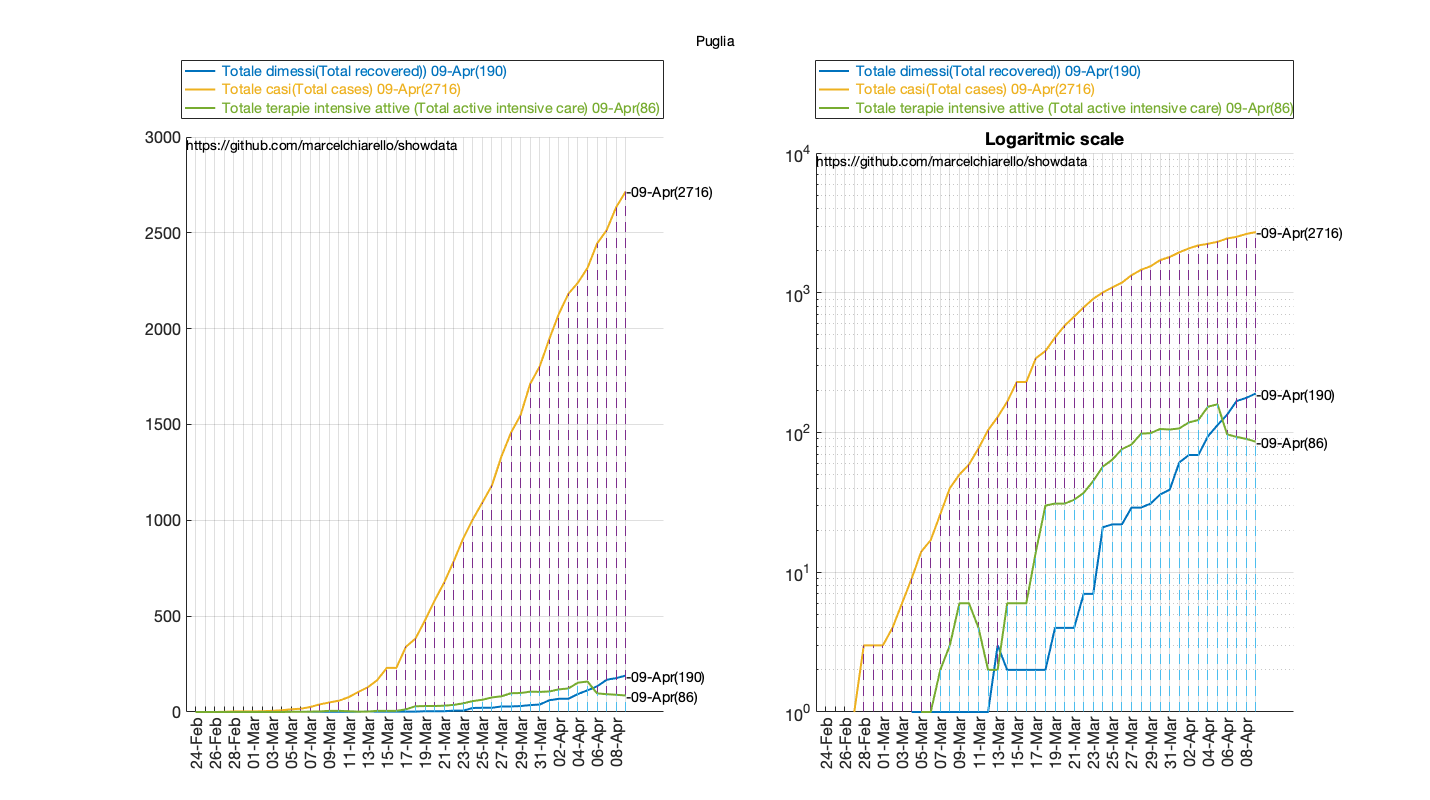 Puglia
Totale dimessi(Total recovered)) 09-Apr(190)
Totale casi(Total cases) 09-Apr(2716)
Totale terapie intensive attive (Total active intensive care) 09-Apr(86)
3000
2500
2000
1500
1000
500
0
https://github.com/marcelchiarello/showdata
-09-Apr(2716)
-09-Apr(190)
-09-Apr(86)
24-Feb
26-Feb
28-Feb
01-Mar
03-Mar
05-Mar
07-Mar
09-Mar
11-Mar
13-Mar
15-Mar
17-Mar
19-Mar
21-Mar
23-Mar
25-Mar
27-Mar
29-Mar
31-Mar
02-Apr
04-Apr
06-Apr
08-Apr
Totale dimessi(Total recovered)) 09-Apr(190)
Totale casi(Total cases) 09-Apr(2716)
Totale terapie intensive attive (Total active intensive care) 09-Apr(86)
Logaritmic scale
10^4
10^3
10^2
10^1
10^0
https://github.com/marcelchiarello/showdata
-09-Apr(2716)
-09-Apr(190)
-09-Apr(86)
24-Feb
26-Feb
28-Feb
01-Mar
03-Mar
05-Mar
07-Mar
09-Mar
11-Mar
13-Mar
15-Mar
17-Mar
19-Mar
21-Mar
23-Mar
25-Mar
27-Mar
29-Mar
31-Mar
02-Apr
04-Apr
06-Apr
08-Apr